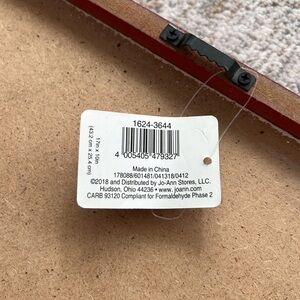 1624-3644
4 005405 479327
17in x 10in
(43.2 cm x 25.4 cm)
Made in China
178088/601481/041318/0412
©2018 and Distributed by Jo-Ann Stores, LLC.
Hudson, Ohio 44236 • www. joann.com
CARB 93120 Compliant for Formaldehyde Phase 2